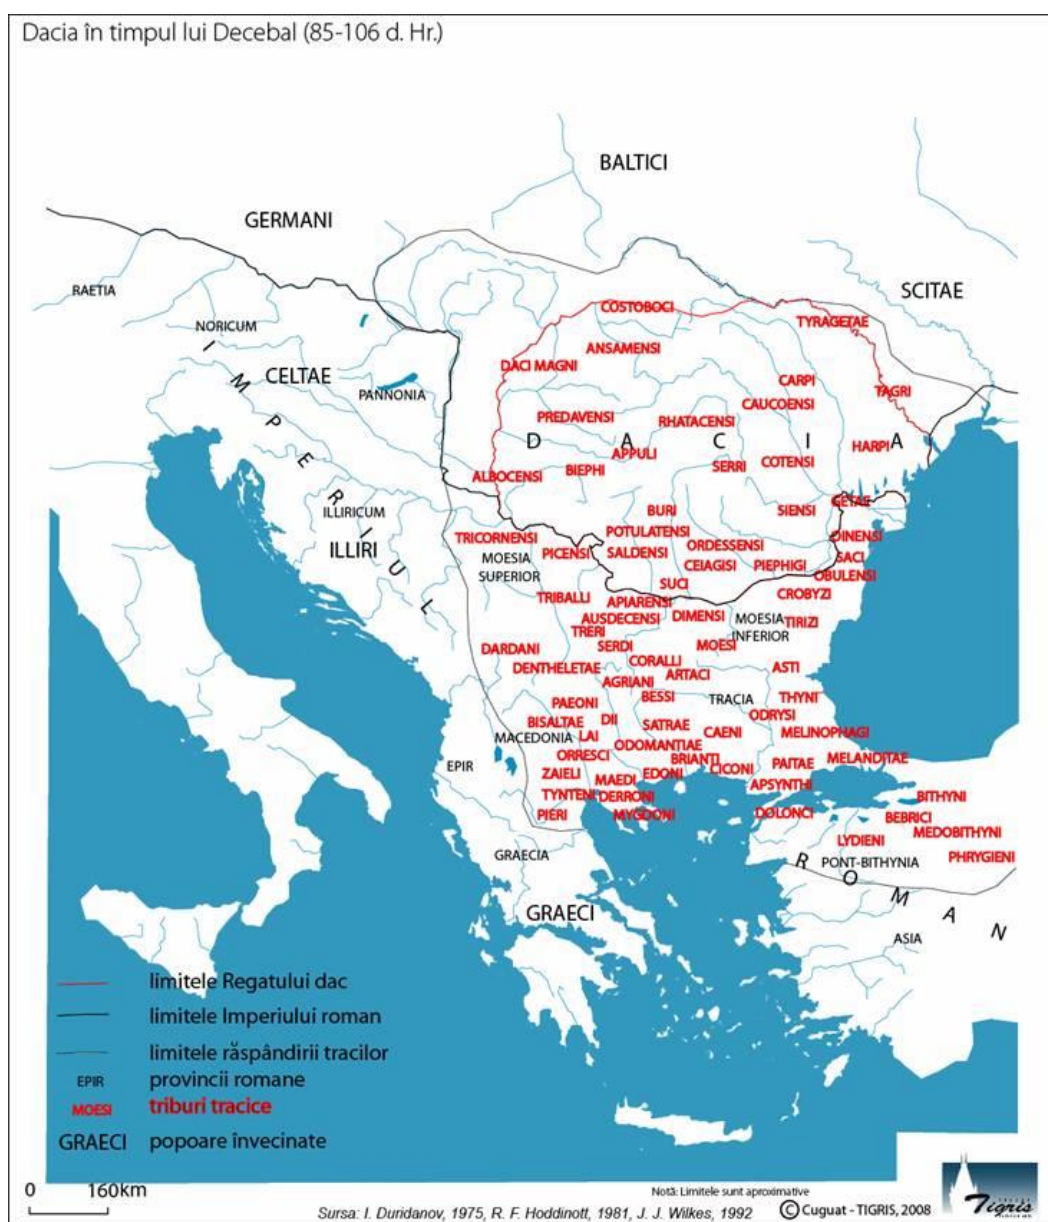 Dacia în timpul lui Decebal (85-106 d. Hr.)
BALTICI
GERMANI
SCITAE
RAETIA
COSTOBOCI
TYRAGETAE
NORICUM
ANSAMENSI
DACI MAGNI
CELTAE
CARPI
TAGRI
PANNONIA
CAUCOENSI
PREDAVENSI
RHATACENSI
DACIA
HARPI
APPULI
SERRI
COTENSI
BIEPHI
ALBOCENSI
IMPERIUL
ILLIRICUM
BURI
SIENSI
GETAE
ILLIRI
TRICORNENSI
POTULATENSI
DINENSI
MOESIA
SUPERIOR
PICENSI
SALDENSI
ORDESSENSI
SACI
CEIAGISI
PIEPHIGI
OBULENSI
SUCI
CROBYZI
TRIBALLI
APIARENSI
AUSDECENSI
DIMENSI
MOESIA
INFERIOR
TIRIZI
TRERI
SERDI
MOESI
DARDANI
CORALLI
DENTHELETAE
ARTACI
ASTI
AGRIANI
BESSI
TRACIA
THYNI
PAEONI
ODRYSI
BISALTAE
DII
SATRAE
CAENI
MELINOPHAGI
MACEDONIA
LAI
ODOMANTIAE
ORRESCI
BRIANTI
EPIR
MELANDITAE
PAITAE
ZAIELI
MAEDI
EDONI
CICONI
APSYNTHI
TYNTENI
DERRONI
BITHYNI
PIERI
MYGDONI
DOLONCI
BEBRICI
MEDOBITHYNI
LYDIENI
GRAECIA
PONT-BITHYNIA
PHRYGIENI
ROMAN
GRAECI
ASIA
limitele Regatului dac
limitele Imperiului roman
limitele răspândirii tracilor
EPIR provincii romane
MOESI triburi tracice
GRAECI popoare învecinate
0 160km
Notă: Limitele sunt aproximative
Sursa: I. Duridanov, 1975, R. F. Hoddinott, 1981, J. J. Wilkes, 1992
© Cuguat - TIGRIS, 2008
Tigris